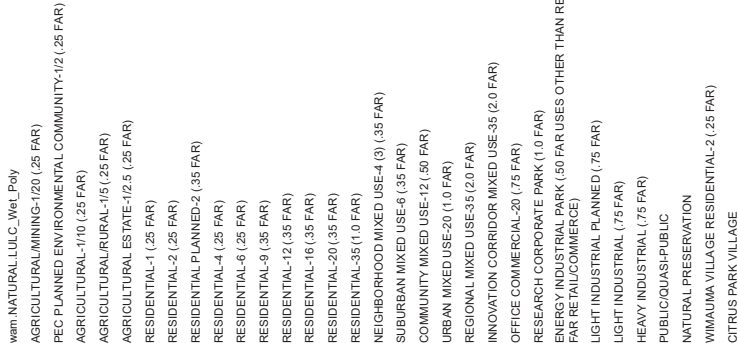 wam.NATURAL.LULC_Wet_Poly
AGRICULTURAL/MINING-1/20 (.25 FAR)
PEC PLANNED ENVIRONMENTAL COMMUNITY-1/2 (.25 FAR)
AGRICULTURAL-1/10 (.25 FAR)
AGRICULTURAL/RURAL-1/5 (.25 FAR)
AGRICULTURAL ESTATE-1/2.5 (.25 FAR)
RESIDENTIAL-1 (.25 FAR)
RESIDENTIAL-2 (.25 FAR)
RESIDENTIAL PLANNED-2 (.35 FAR)
RESIDENTIAL-4 (.25 FAR)
RESIDENTIAL-6 (.25 FAR)
RESIDENTIAL-9 (.35 FAR)
RESIDENTIAL-12 (.35 FAR)
RESIDENTIAL-16 (.35 FAR)
RESIDENTIAL-20 (.35 FAR)
RESIDENTIAL-35 (1.0 FAR)
NEIGHBORHOOD MIXED USE-4 (3) (.35 FAR)
SUBURBAN MIXED USE-6 (.35 FAR)
COMMUNITY MIXED USE-12 (.50 FAR)
URBAN MIXED USE-20 (1.0 FAR)
REGIONAL MIXED USE-35 (2.0 FAR)
INNOVATION CORRIDOR MIXED USE-35 (2.0 FAR)
OFFICE COMMERCIAL-20 (.75 FAR)
RESEARCH CORPORATE PARK (1.0 FAR)
ENERGY INDUSTRIAL PARK (.50 FAR USES OTHER THAN RE
FAR RETAIL/COMMERCE)
LIGHT INDUSTRIAL PLANNED (.75 FAR)
LIGHT INDUSTRIAL (.75 FAR)
HEAVY INDUSTRIAL (.75 FAR)
PUBLIC/QUASI-PUBLIC
NATURAL PRESERVATION
WIMAUMA VILLAGE RESIDENTIAL-2 (.25 FAR)
CITRUS PARK VILLAGE